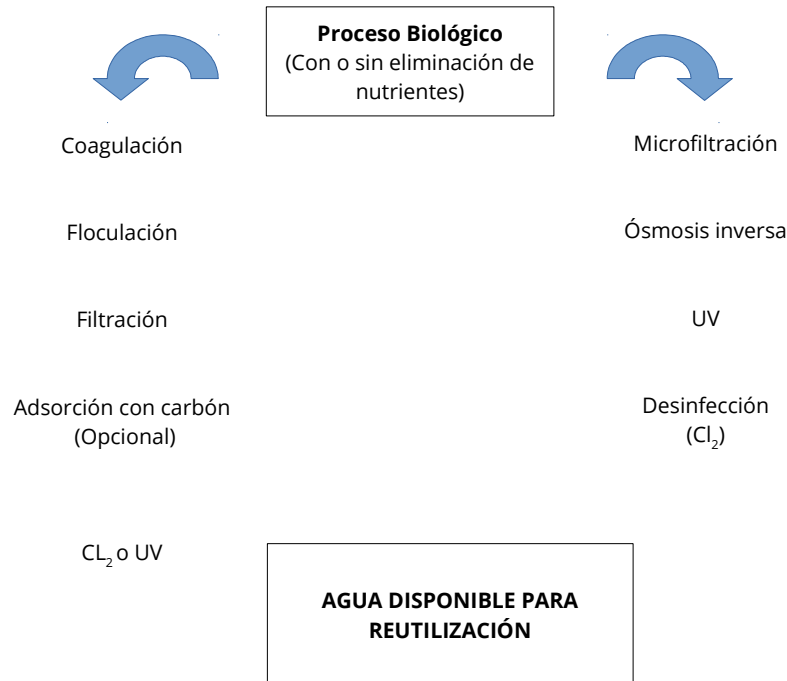 Proceso Biológico
(Con o sin eliminación de
nutrientes)
Coagulación
Floculación
Filtración
Adsorción con carbón
(Opcional)
CL₂ o UV
Microfiltración
Ósmosis inversa
UV
Desinfección
(Cl₂)
AGUA DISPONIBLE PARA
REUTILIZACIÓN